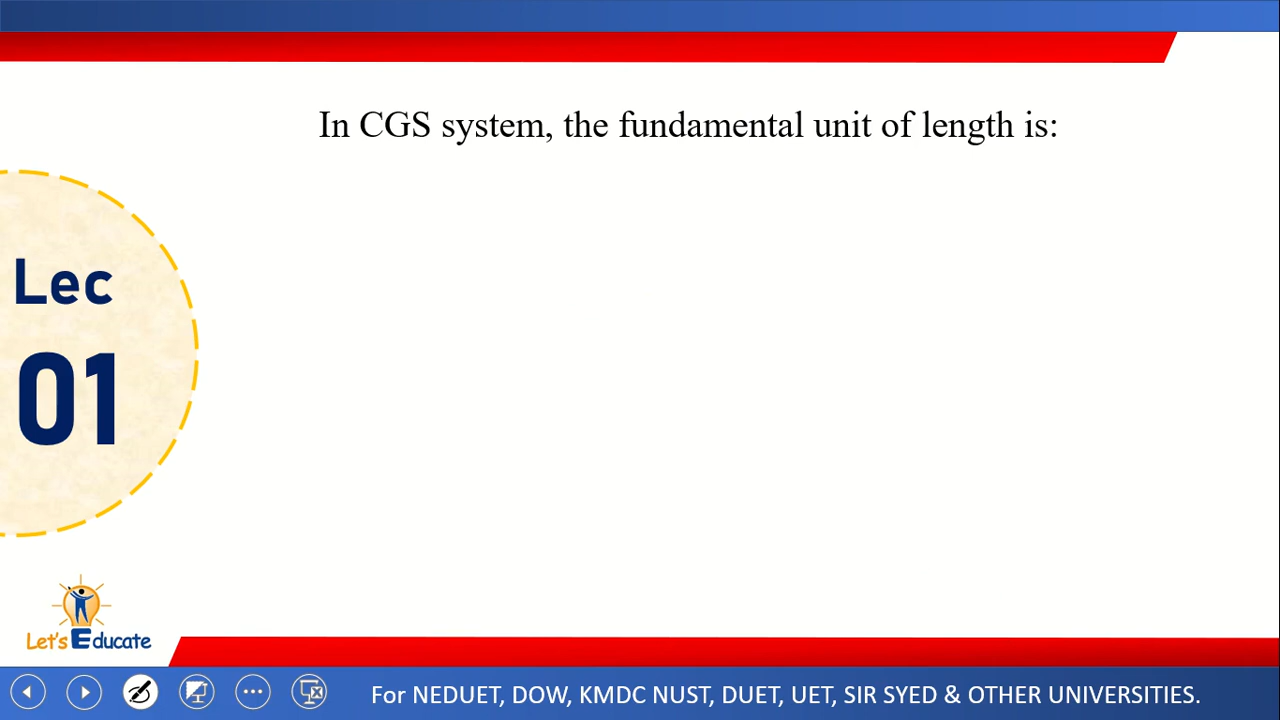 In CGS system, the fundamental unit of length is:
Lec
01
Let's Educate
For NEDUET, DOW, KMDC NUST, DUET, UET, SIR SYED & OTHER UNIVERSITIES.